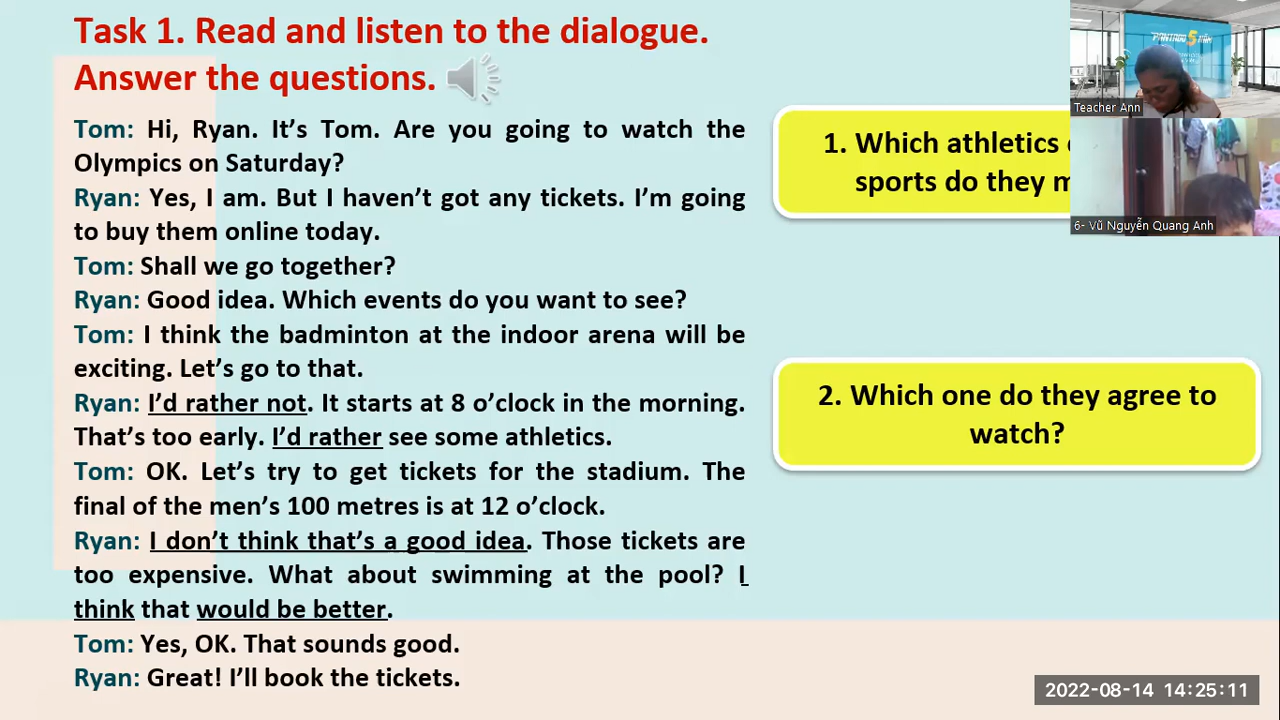 Task 1. Read and listen to the dialogue.
Answer the questions.
Tom: Hi, Ryan. It's Tom. Are you going to watch the
Olympics on Saturday?
Ryan: Yes, I am. But I haven't got any tickets. I'm going
to buy them online today.
Tom: Shall we go together?
Ryan: Good idea. Which events do you want to see?
Tom: I think the badminton at the indoor arena will be
exciting. Let's go to that.
Ryan: I'd rather not. It starts at 8 o'clock in the morning.
That's too early. I'd rather see some athletics.
Tom: OK. Let's try to get tickets for the stadium. The
final of the men's 100 metres is at 12 o'clock.
Ryan: I don't think that's a good idea. Those tickets are
too expensive. What about swimming at the pool? I
think that would be better.
Tom: Yes, OK. That sounds good.
Ryan: Great! I'll book the tickets.
1. Which athletics
sports do they
2. Which one do they agree to
watch?
Teacher Ann
6- Vũ Nguyễn Quang Anh
2022-08-14 14:25:11